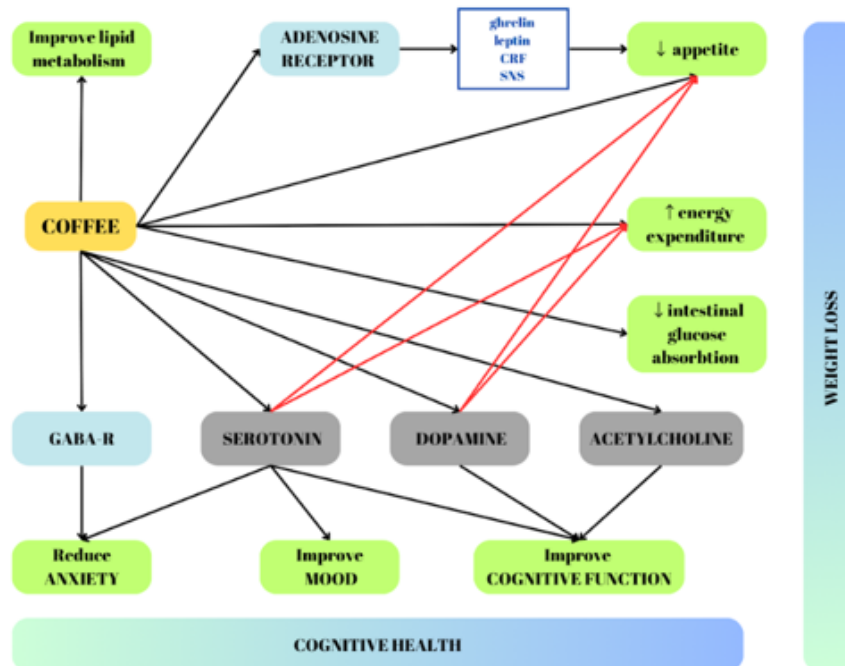 Improve lipid
metabolism
ADENOSINE
RECEPTOR
ghrelin
leptin
CRF
SNS
↓ appetite
COFFEE
↑ energy
expenditure
↓ intestinal
glucose
absorbtion
GABA-R
SEROTONIN
DOPAMINE
ACETYLCHOLINE
Reduce
ANXIETY
Improve
MOOD
Improve
COGNITIVE FUNCTION
COGNITIVE HEALTH
WEIGHT LOSS